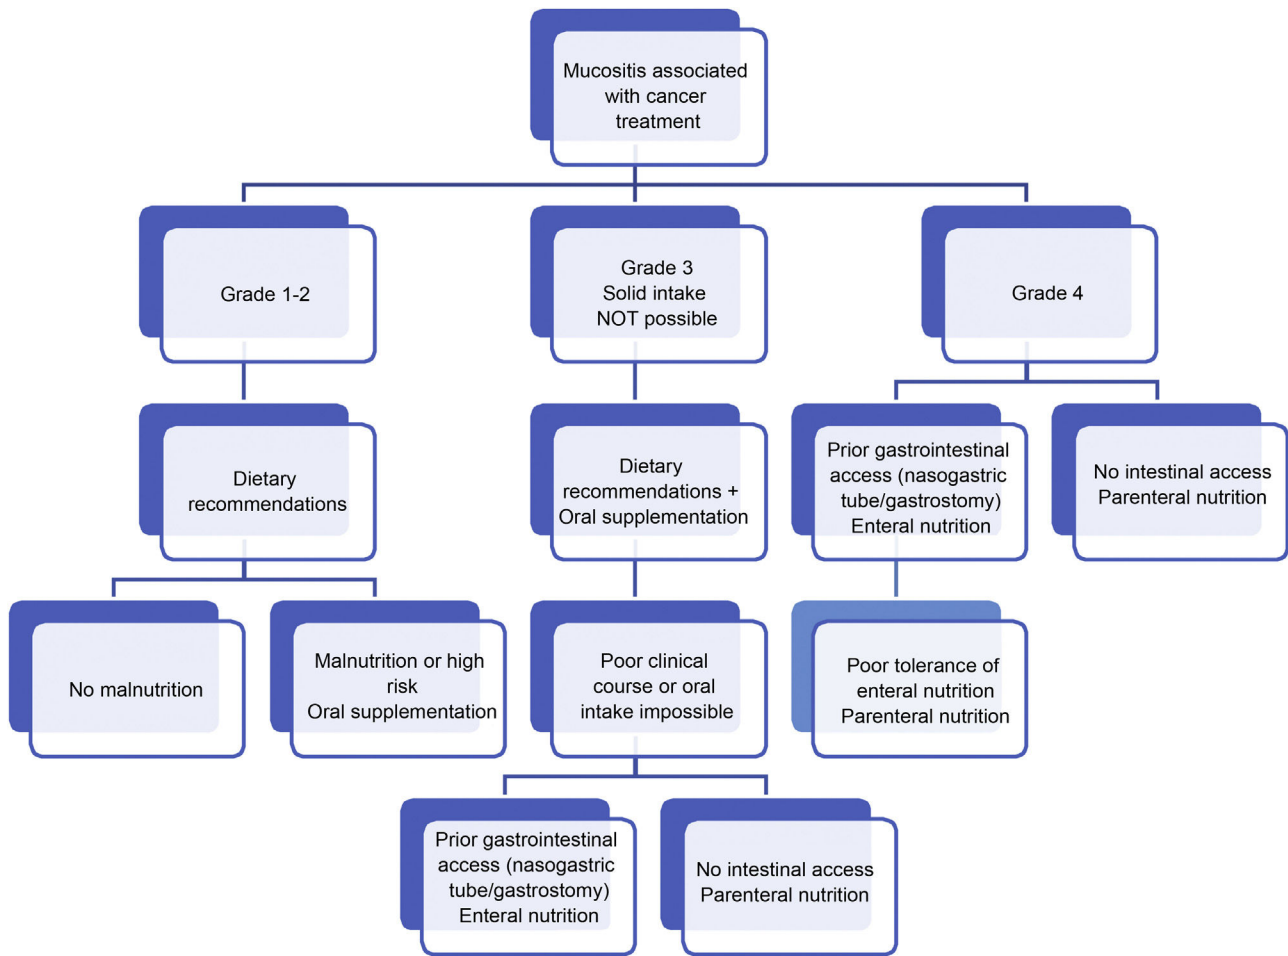 Mucositis associated
with cancer
treatment
Grade 1-2
Grade 3
Solid intake
NOT possible
Grade 4
Dietary
recommendations
Dietary
recommendations +
Oral supplementation
Prior gastrointestinal
access (nasogastric
tube/gastrostomy)
Enteral nutrition
No intestinal access
Parenteral nutrition
No malnutrition
Malnutrition or high
risk
Oral supplementation
Poor clinical
course or oral
intake impossible
Poor tolerance of
enteral nutrition
Parenteral nutrition
Prior gastrointestinal
access (nasogastric
tube/gastrostomy)
Enteral nutrition
No intestinal access
Parenteral nutrition